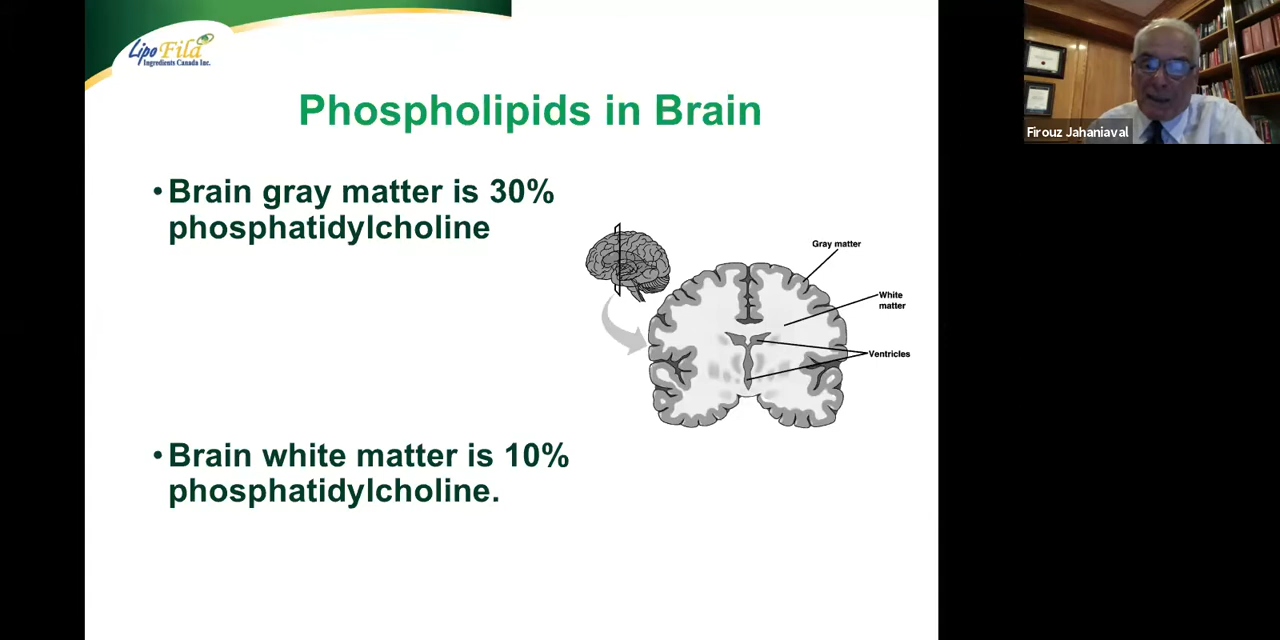 Lipo Fila
Ingredients Canada Inc.
Phospholipids in Brain
• Brain gray matter is 30%
phosphatidylcholine
Gray matter
White
matter
Ventricles
• Brain white matter is 10%
phosphatidylcholine.
Firouz Jahaniaval